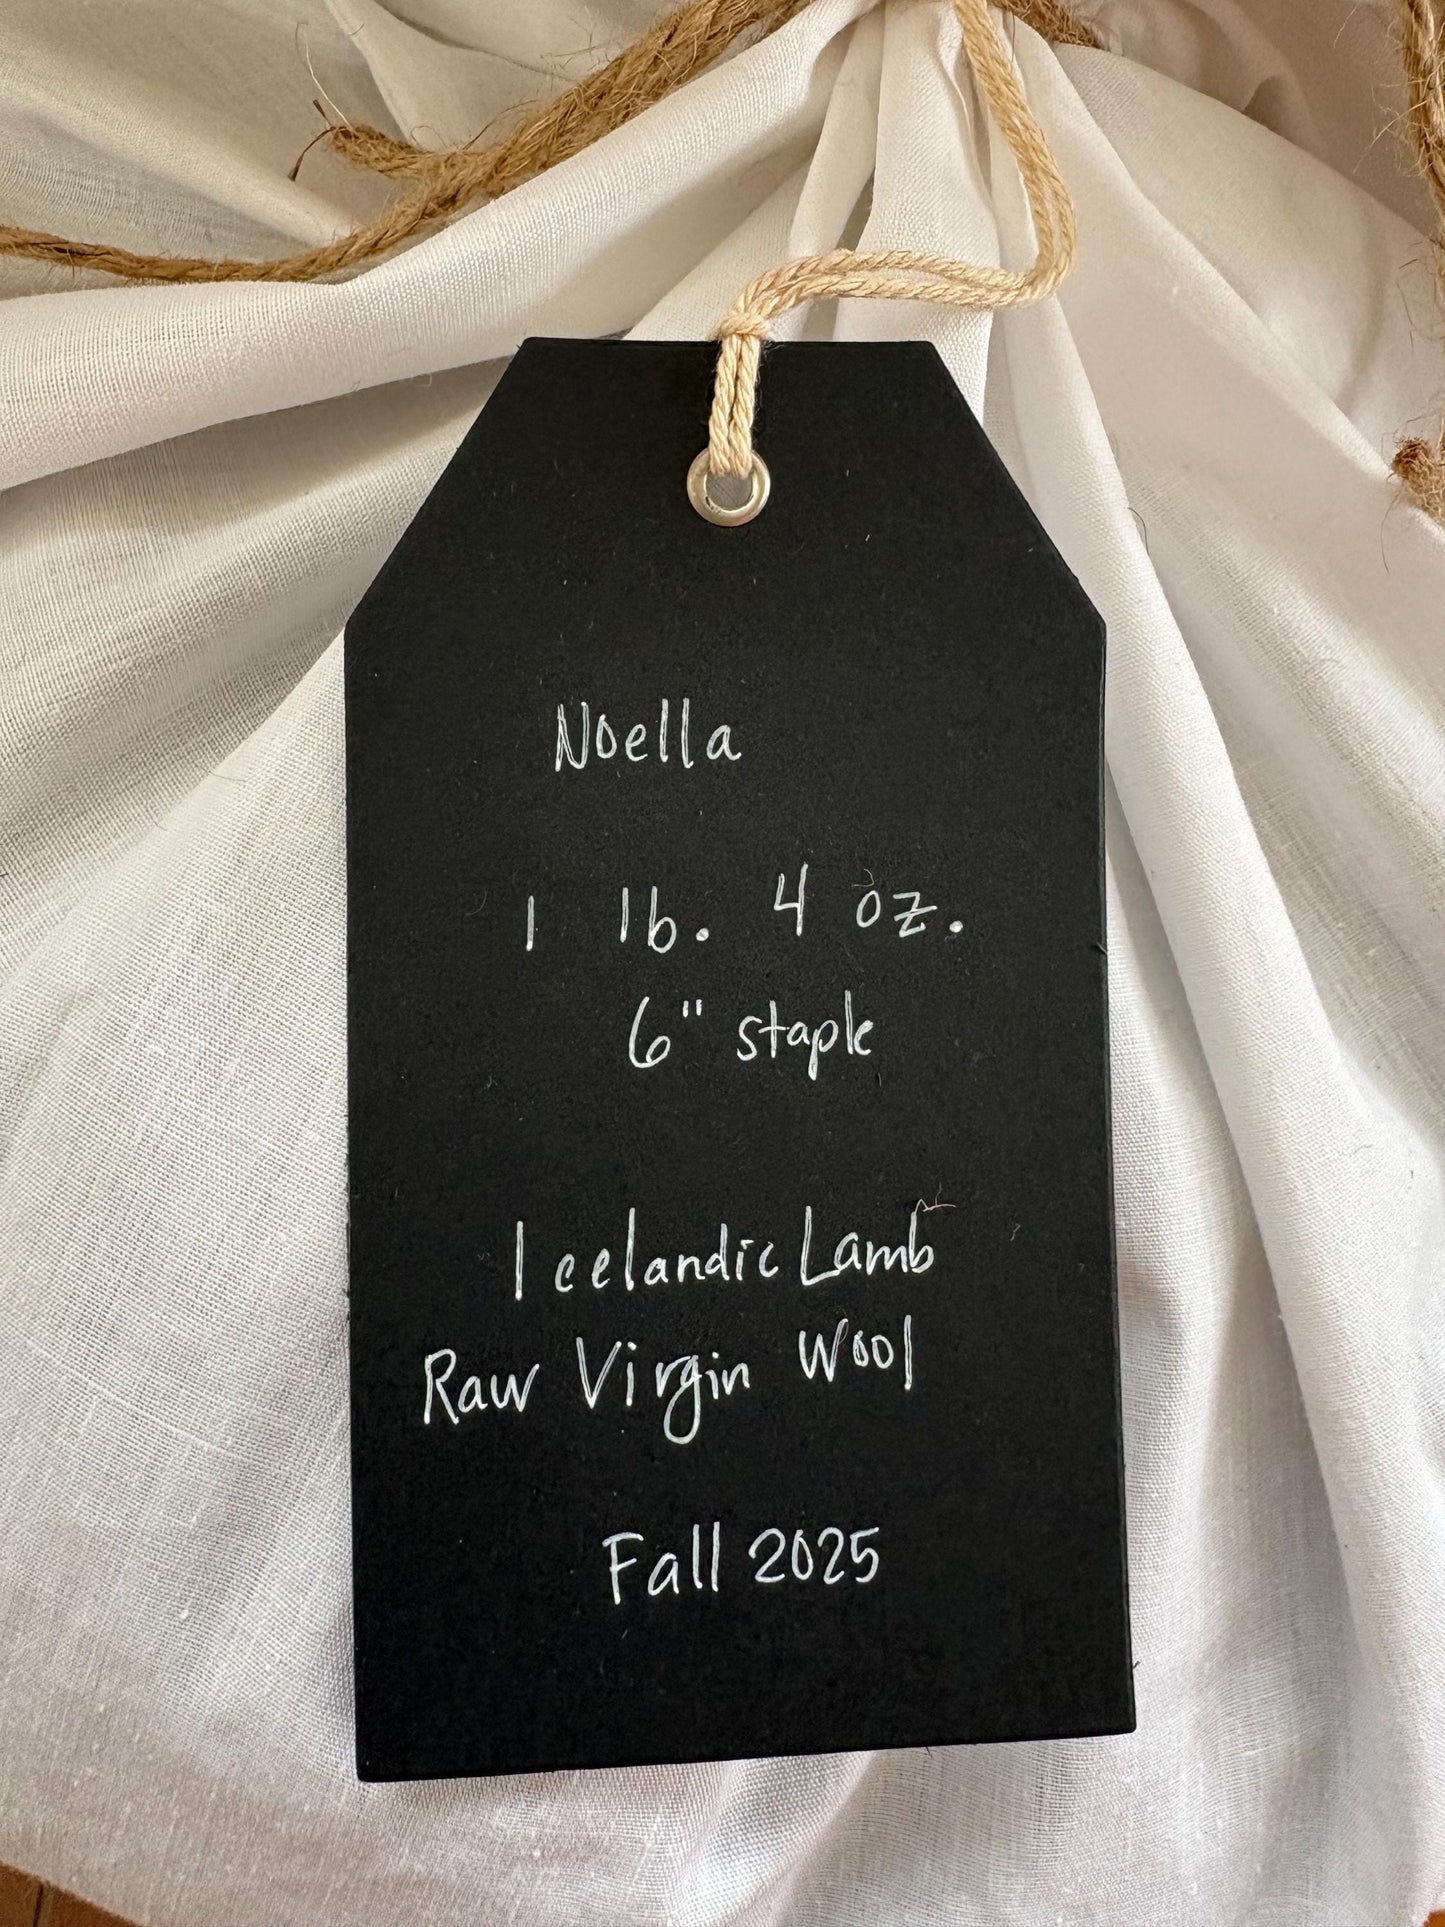 Noella
1 lb. 4 oz.
6" staple
Icelandic Lamb
Raw Virgin Wool
Fall 2025